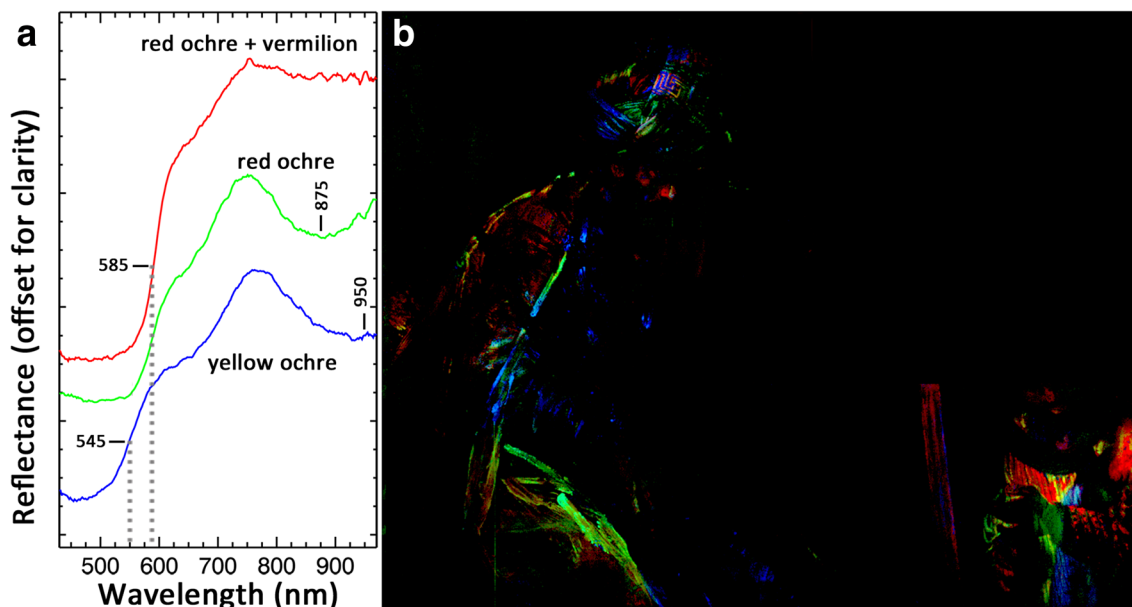 a
red ochre + vermilion
red ochre
875
585
950
yellow ochre
545
Reflectance (offset for clarity)
500 600 700 800 900
Wavelength (nm)
b